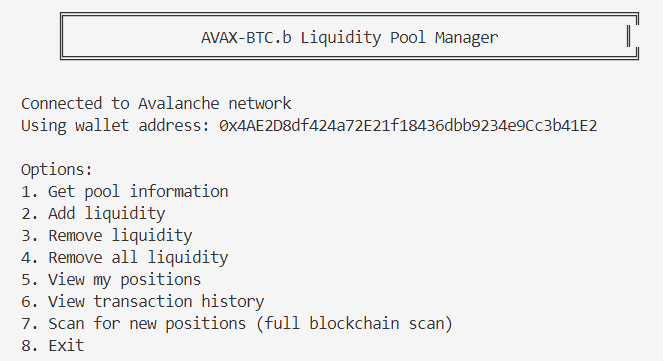 AVAX-BTC.b Liquidity Pool Manager
Connected to Avalanche network
Using wallet address: 0x4AE2D8df424a72E21f18436dbb9234e9Cc3b41E2
Options:
1. Get pool information
2. Add liquidity
3. Remove liquidity
4. Remove all liquidity
5. View my positions
6. View transaction history
7. Scan for new positions (full blockchain scan)
8. Exit